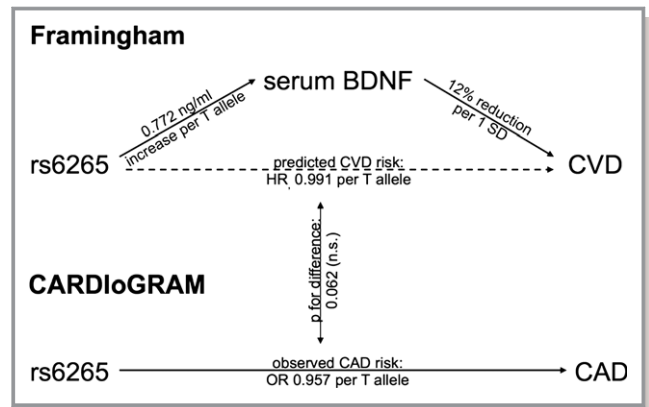 Framingham
serum BDNF
0.772 ng/ml
increase per T allele
12% reduction
per 1 SD
rs6265
predicted CVD risk:
HR 0.991 per T allele
CVD
p for difference:
0.062 (n.s.)
CARDIoGRAM
rs6265
observed CAD risk:
OR 0.957 per T allele
CAD